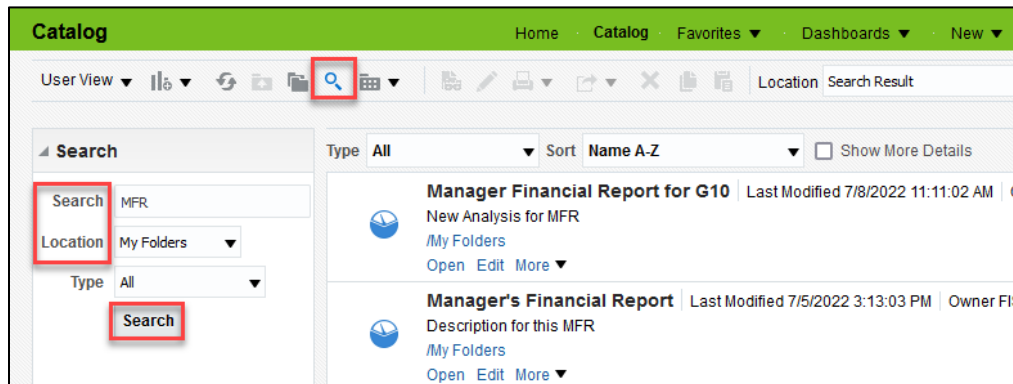 Catalog Home Catalog Favorites Dashboards New
User View Location Search Result
Search Type All Sort Name A-Z Show More Details
Search MFR
Location My Folders
Type All
Search
Manager Financial Report for G10 Last Modified 7/8/2022 11:11:02 AM
New Analysis for MFR
/My Folders
Open Edit More
Manager's Financial Report Last Modified 7/5/2022 3:13:03 PM Owner FI
Description for this MFR
/My Folders
Open Edit More